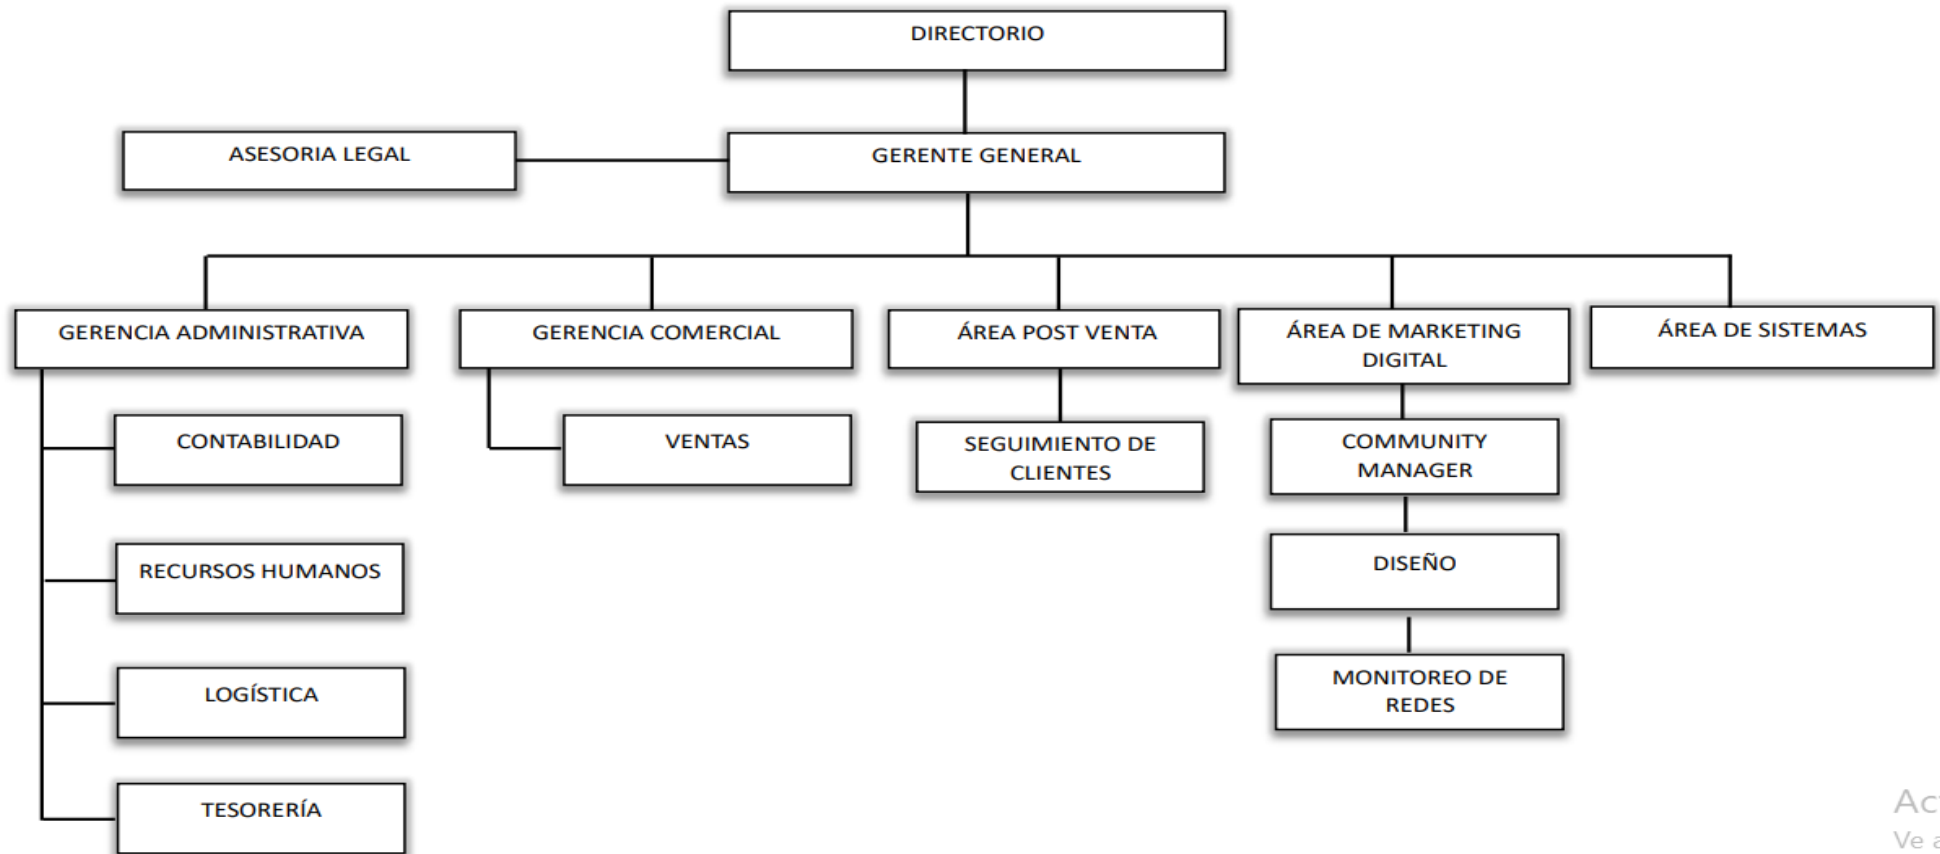 DIRECTORIO
ASESORIA LEGAL
GERENTE GENERAL
GERENCIA ADMINISTRATIVA
GERENCIA COMERCIAL
ÁREA POST VENTA
ÁREA DE MARKETING
DIGITAL
ÁREA DE SISTEMAS
CONTABILIDAD
VENTAS
SEGUIMIENTO DE
CLIENTES
COMMUNITY
MANAGER
RECURSOS HUMANOS
DISEÑO
LOGÍSTICA
MONITOREO DE
REDES
TESORERÍA
Ve a